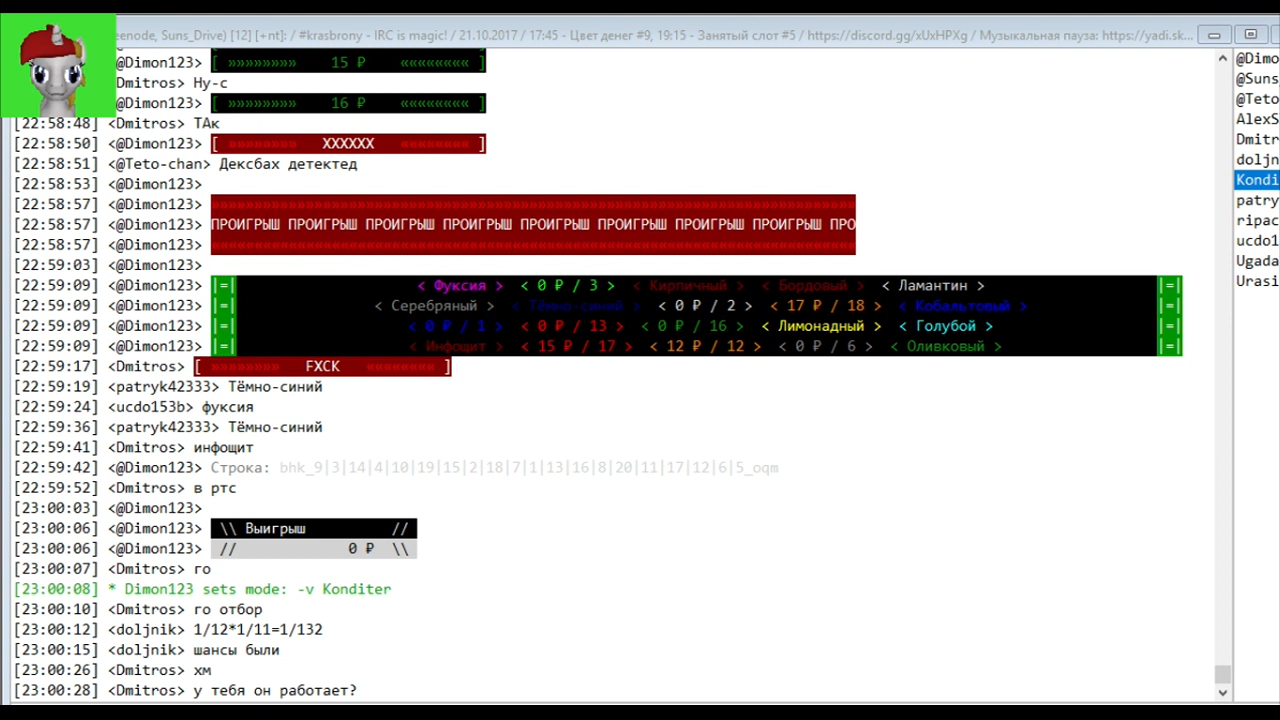 eenode, Suns_Drive) [12] [+nt]: / #krasbrony - IRC is magic! / 21.10.2017 / 17:45 - Цвет денег #9, 19:15 - Занятый слот #5 / https://discord.gg/xUxHPXg / Музыкальная пауза: https://yadi.sk...
@Dimon123> [ »»»»»»»» 15 ₽ «««««««« ]
Dmitros> Ну-с
@Dimon123> [ »»»»»»»» 16 ₽ «««««««« ]
[22:58:48] <Dmitros> ТАк
[22:58:50] <@Dimon123> [ »»»»»»»» XXXXXX «««««««« ]
[22:58:51] <@Teto-chan> Дексбах детектед
[22:58:53] <@Dimon123>
[22:58:57] <@Dimon123>
[22:58:57] <@Dimon123> ПРОИГРЫШ ПРОИГРЫШ ПРОИГРЫШ ПРОИГРЫШ ПРОИГРЫШ ПРОИГРЫШ ПРОИГРЫШ ПРОИГРЫШ ПРО
[22:58:57] <@Dimon123>
[22:59:03] <@Dimon123>
[22:59:09] <@Dimon123> |=| < Фуксия > < 0 ₽ / 3 > < Кирпичный > < Бордовый > < Ламантин > |=|
[22:59:09] <@Dimon123> |=| < Серебряный > < Тёмно-синий > < 0 ₽ / 2 > < 17 ₽ / 18 > < Кобальтовый > |=|
[22:59:09] <@Dimon123> |=| < 0 ₽ / 1 > < 0 ₽ / 13 > < 0 ₽ / 16 > < Лимонадный > < Голубой > |=|
[22:59:09] <@Dimon123> |=| < Инфощит > < 15 ₽ / 17 > < 12 ₽ / 12 > < 0 ₽ / 6 > < Оливковый > |=|
[22:59:17] <Dmitros> [ »»»»»»»» FXCK «««««««« ]
[22:59:19] <patryk42333> Тёмно-синий
[22:59:24] <ucdo153b> фуксия
[22:59:36] <patryk42333> Тёмно-синий
[22:59:41] <Dmitros> инфощит
[22:59:42] <@Dimon123> Строка: bhk_9|3|14|4|10|19|15|2|18|7|1|13|16|8|20|11|17|12|6|5_oqm
[22:59:52] <Dmitros> в ртс
[23:00:03] <@Dimon123>
[23:00:06] <@Dimon123> \\ Выигрыш //
[23:00:06] <@Dimon123> // 0 ₽ \\
[23:00:07] <Dmitros> го
[23:00:08] * Dimon123 sets mode: -v Konditer
[23:00:10] <Dmitros> го отбор
[23:00:12] <doljnik> 1/12*1/11=1/132
[23:00:15] <doljnik> шансы были
[23:00:26] <Dmitros> хм
[23:00:28] <Dmitros> у тебя он работает?
@Dimo
@Suns
@Teto
AlexS
Dmitr
doljn
Kondi
patry
ripac
ucdo1
Ugada
Urasi